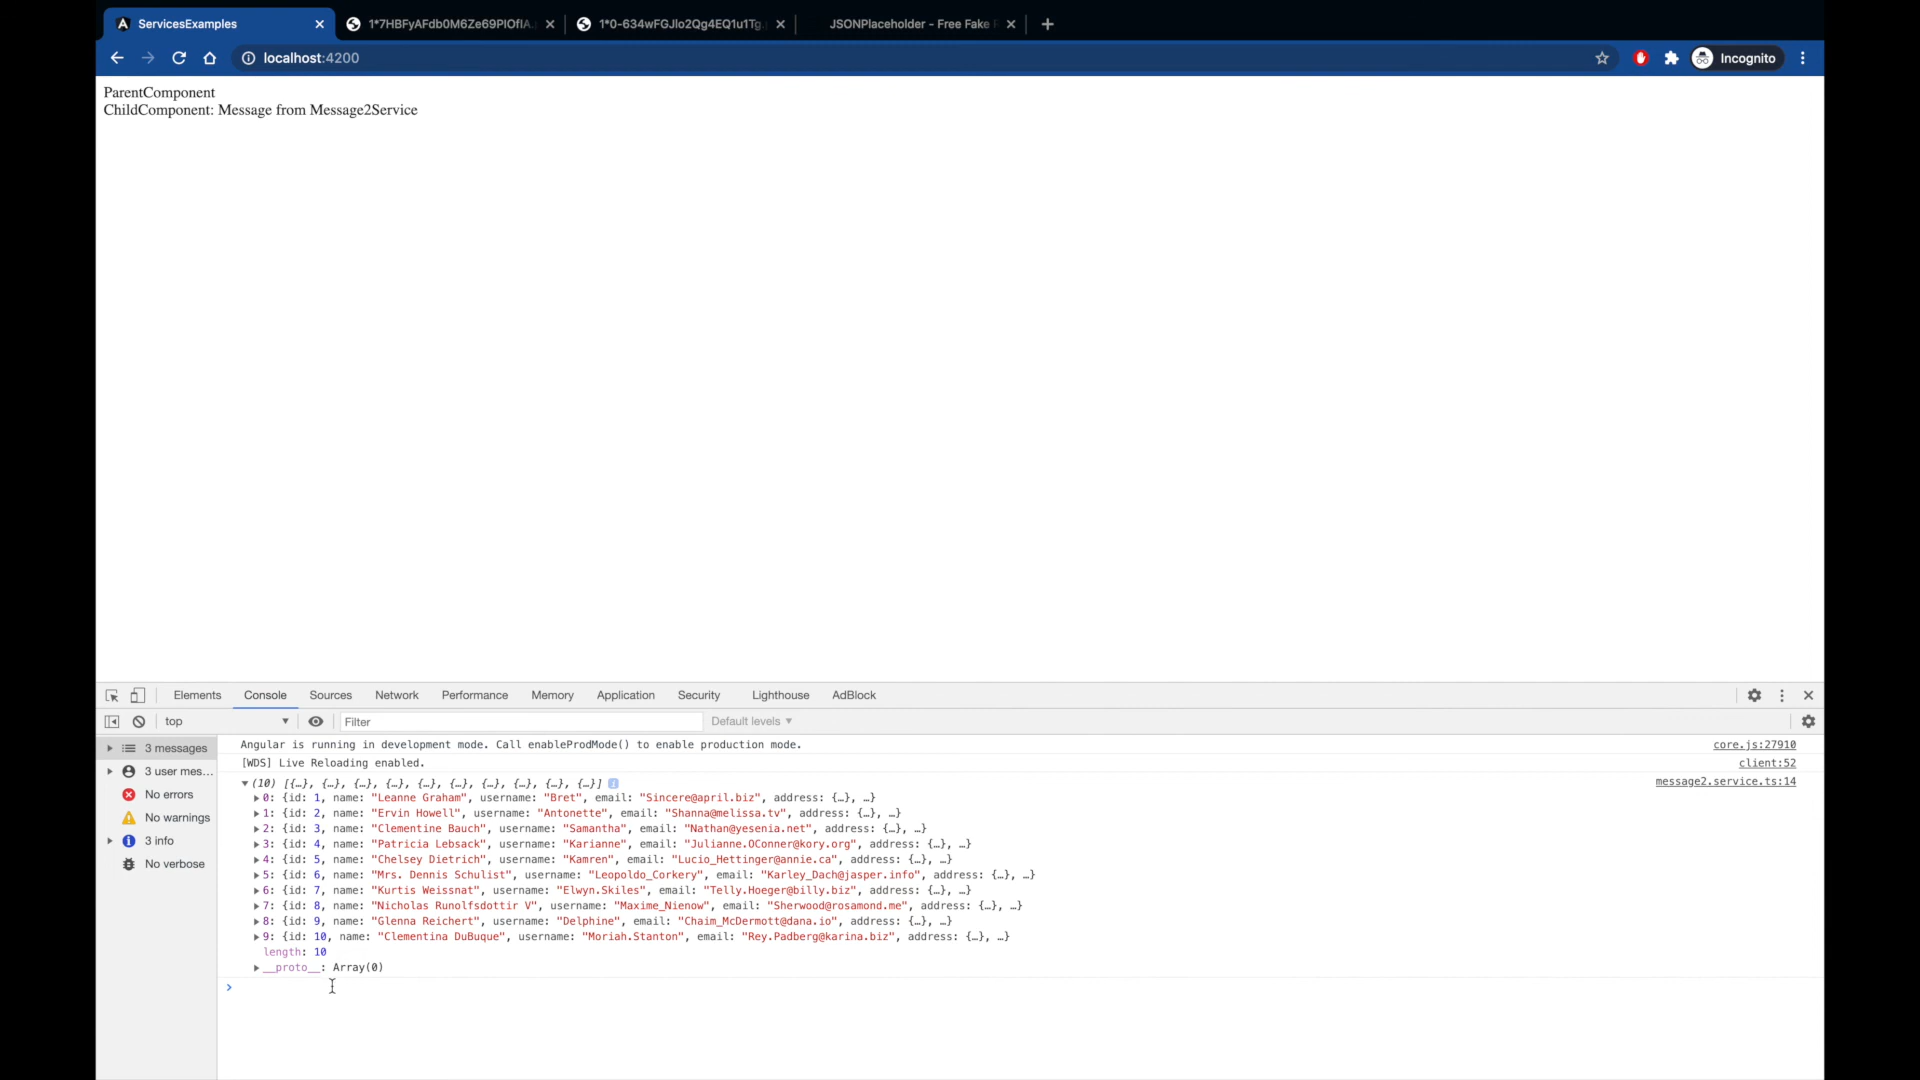 ServicesExamples
1*7HBFyAFdb0M6Ze69PIOfIA.
1*0-634wFGJlo2Qg4EQ1u1Tg.
JSONPlaceholder - Free Fake
localhost:4200
Incognito
ParentComponent
ChildComponent: Message from Message2Service
Elements Console Sources Network Performance Memory Application Security Lighthouse AdBlock
top
Filter
Default levels ▼
3 messages
3 user mes...
No errors
No warnings
3 info
No verbose
Angular is running in development mode. Call enableProdMode() to enable production mode. core.js:27910
[WDS] Live Reloading enabled. client:52
(10) [{…}, {…}, {…}, {…}, {…}, {…}, {…}, {…}, {…}, {…}] message2.service.ts:14
0: {id: 1, name: "Leanne Graham", username: "Bret", email: "Sincere@april.biz", address: {…}, …}
1: {id: 2, name: "Ervin Howell", username: "Antonette", email: "Shanna@melissa.tv", address: {…}, …}
2: {id: 3, name: "Clementine Bauch", username: "Samantha", email: "Nathan@yesenia.net", address: {…}, …}
3: {id: 4, name: "Patricia Lebsack", username: "Karianne", email: "Julianne.OConner@kory.org", address: {…}, …}
4: {id: 5, name: "Chelsey Dietrich", username: "Kamren", email: "Lucio_Hettinger@annie.ca", address: {…}, …}
5: {id: 6, name: "Mrs. Dennis Schulist", username: "Leopoldo_Corkery", email: "Karley_Dach@jasper.info", address: {…}, …}
6: {id: 7, name: "Kurtis Weissnat", username: "Elwyn.Skiles", email: "Telly.Hoeger@billy.biz", address: {…}, …}
7: {id: 8, name: "Nicholas Runolfsdottir V", username: "Maxime_Nienow", email: "Sherwood@rosamond.me", address: {…}, …}
8: {id: 9, name: "Glenna Reichert", username: "Delphine", email: "Chaim_McDermott@dana.io", address: {…}, …}
9: {id: 10, name: "Clementina DuBuque", username: "Moriah.Stanton", email: "Rey.Padberg@karina.biz", address: {…}, …}
length: 10
__proto__: Array(0)